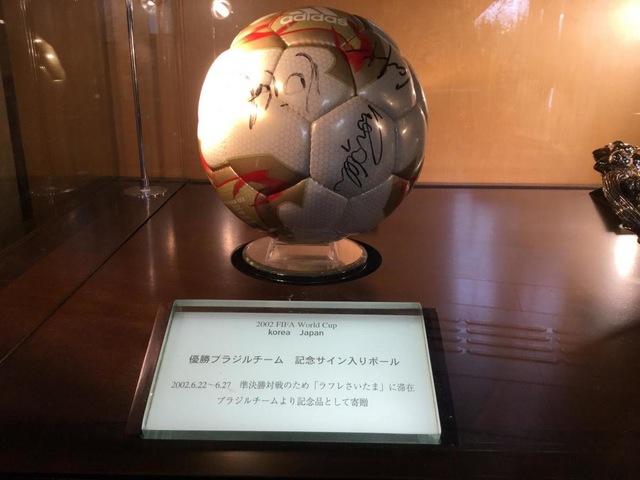 adidas
2002 FIFA World Cup
korea Japan
優勝ブラジルチーム 記念サイン入りボール
2002.6.22~6.27 準決勝対戦のため「ラフレさいたま」に滞在
ブラジルチームより記念品として寄贈